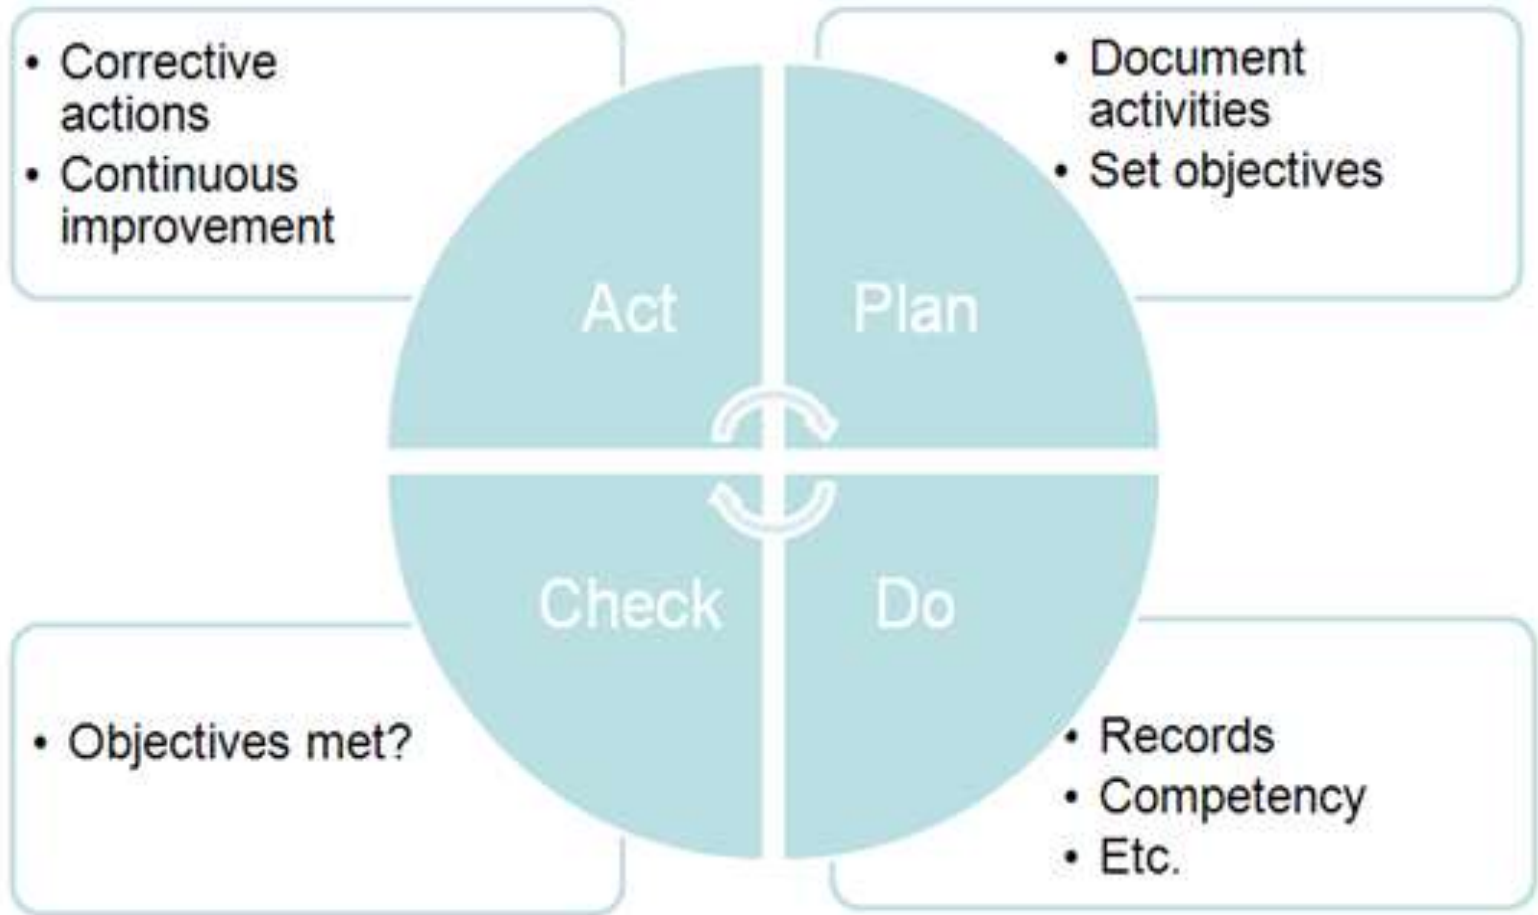 • Corrective
actions
• Continuous
improvement
• Document
activities
• Set objectives
Act
Plan
Check
Do
• Objectives met?
• Records
• Competency
• Etc.